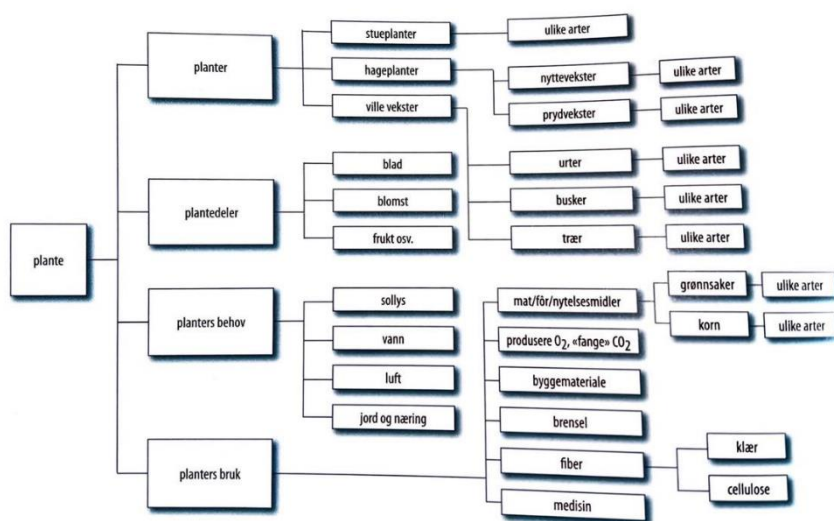 stueplanter
ulike arter
planter
hageplanter
nyttevekster
ulike arter
ville vekster
prydvekster
ulike arter
blad
urter
ulike arter
plantedeler
blomst
busker
ulike arter
frukt osv.
trær
ulike arter
plante
grønnsaker
ulike arter
sollys
mat/fôr/nytelsesmidler
planters behov
korn
ulike arter
vann
produsere O₂, «fange» CO₂
luft
byggemateriale
jord og næring
brensel
klær
planters bruk
fiber
cellulose
medisin